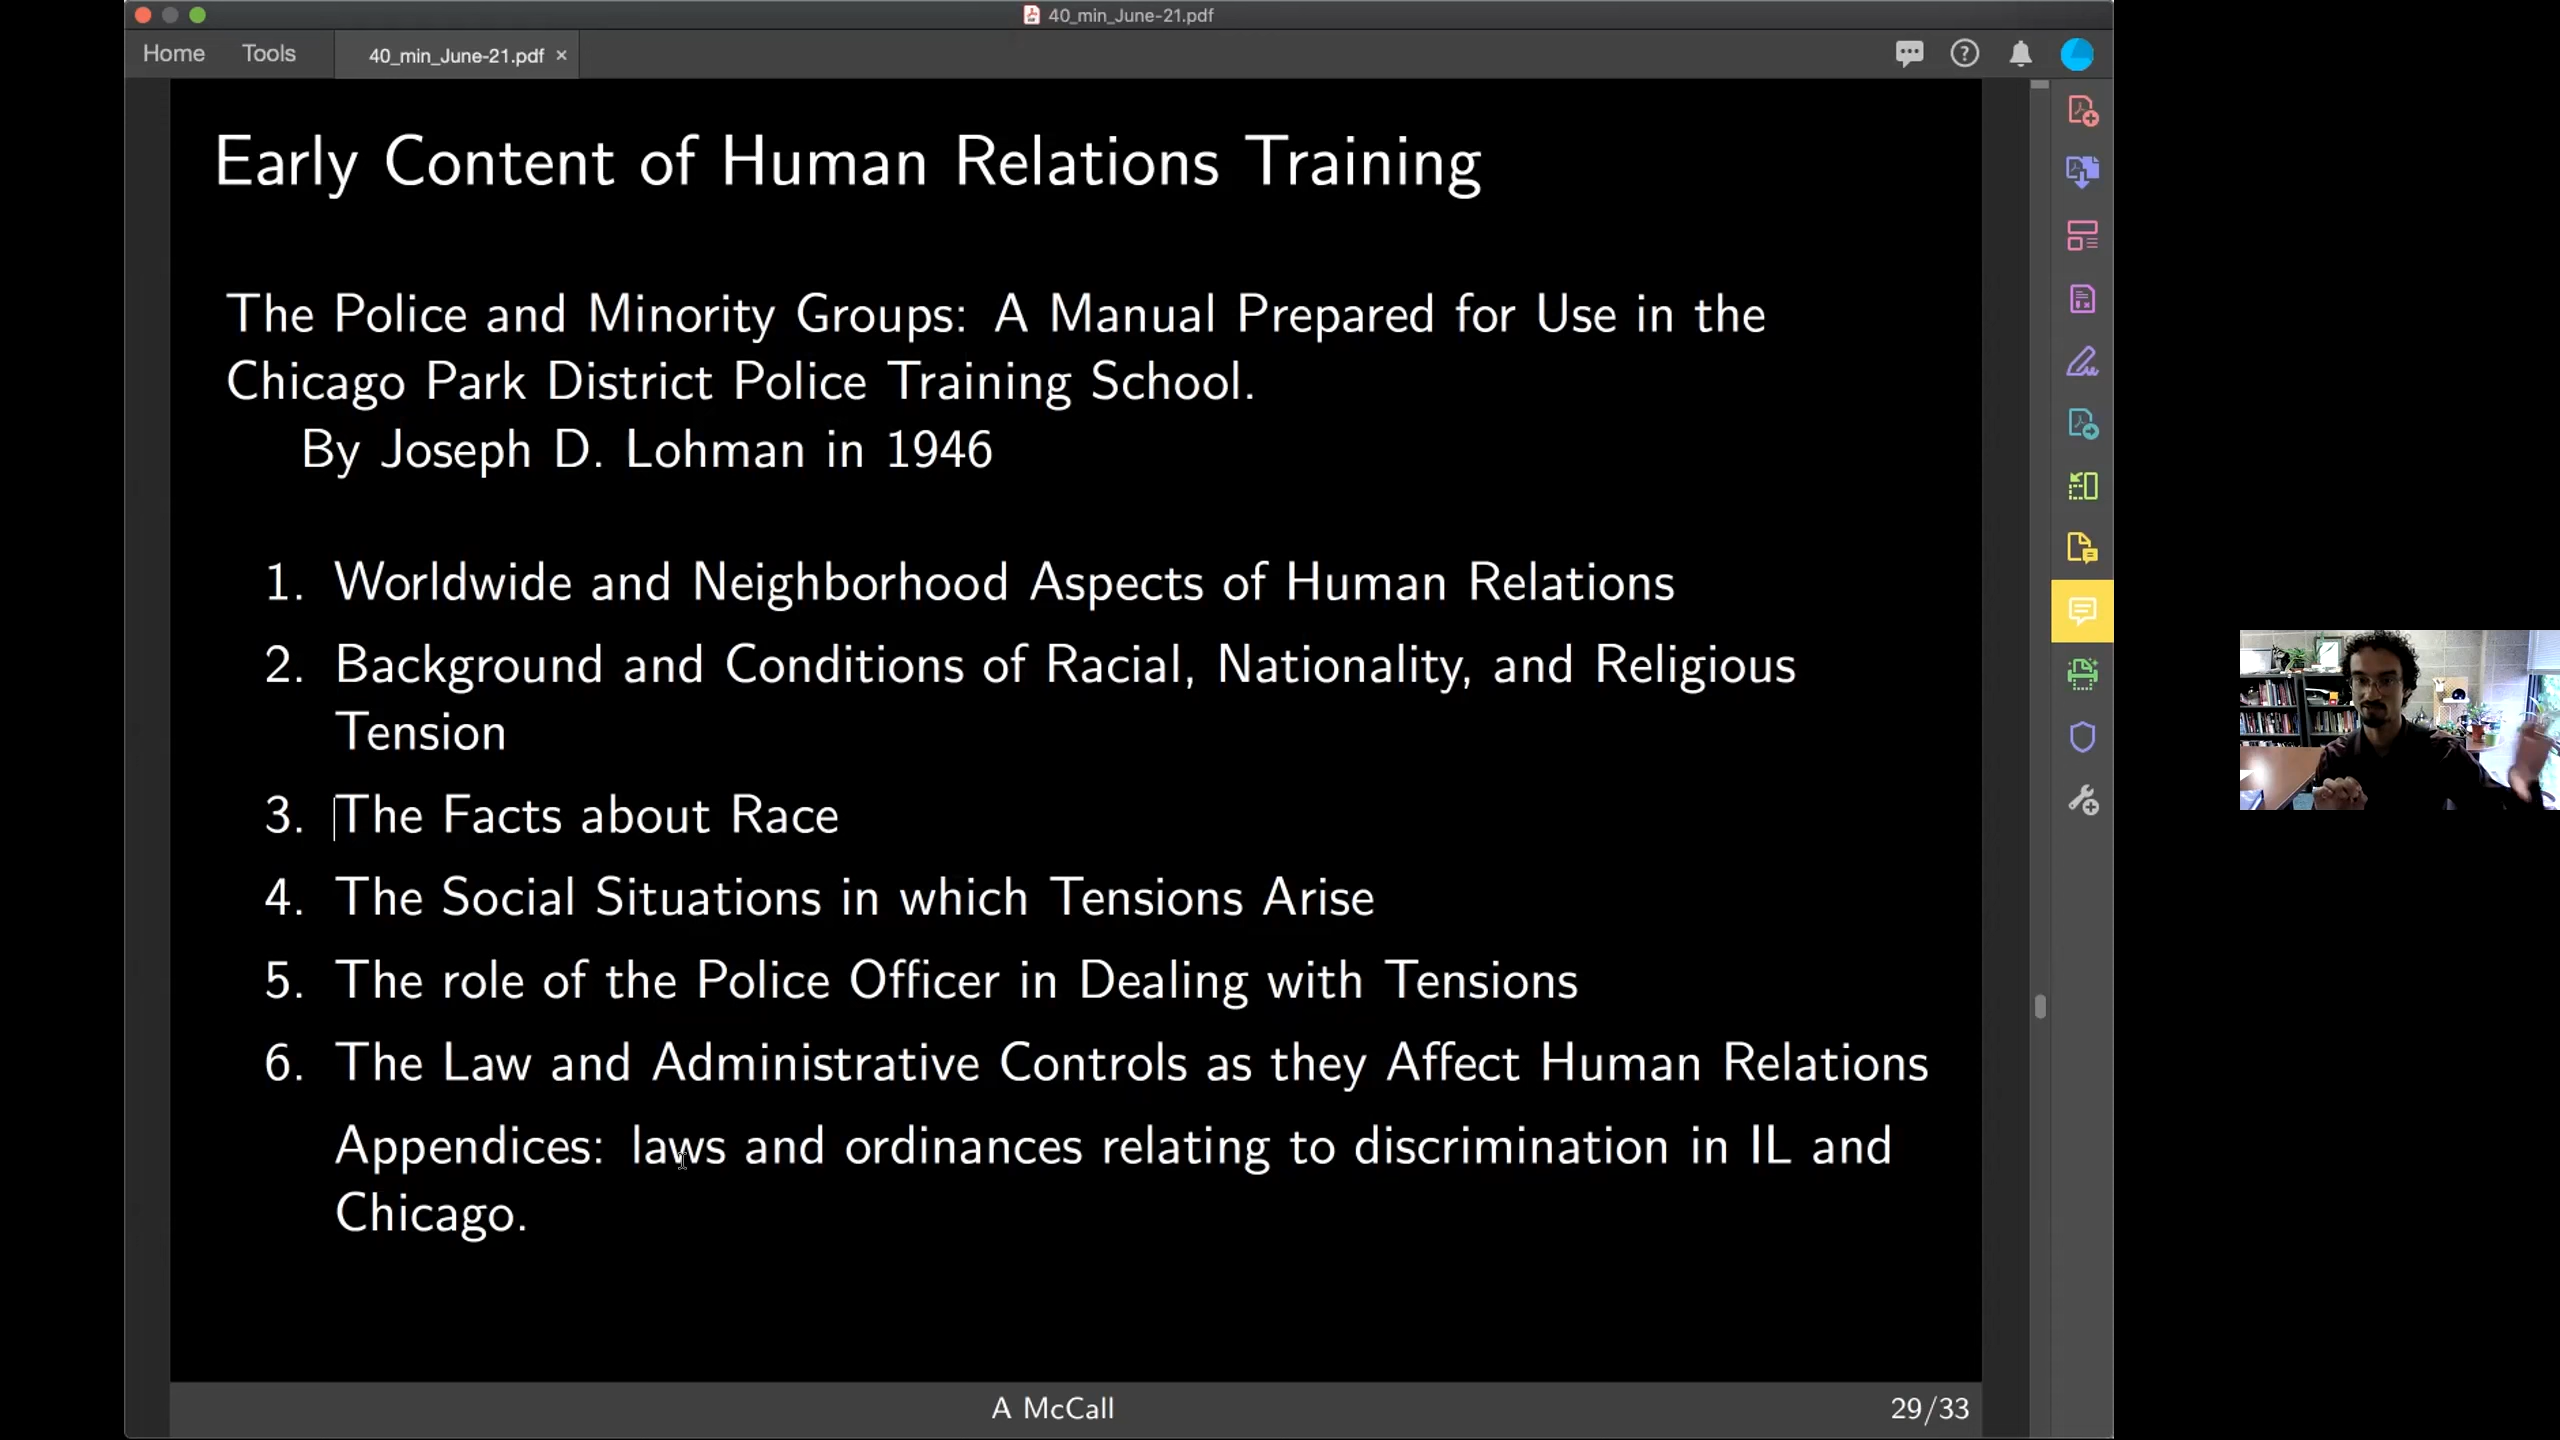 40_min_June-21.pdf
Home Tools 40_min_June-21.pdf ×
Early Content of Human Relations Training
The Police and Minority Groups: A Manual Prepared for Use in the
Chicago Park District Police Training School.
By Joseph D. Lohman in 1946
1. Worldwide and Neighborhood Aspects of Human Relations
2. Background and Conditions of Racial, Nationality, and Religious
Tension
3. The Facts about Race
4. The Social Situations in which Tensions Arise
5. The role of the Police Officer in Dealing with Tensions
6. The Law and Administrative Controls as they Affect Human Relations
Appendices: laws and ordinances relating to discrimination in IL and
Chicago.
A McCall 29/33